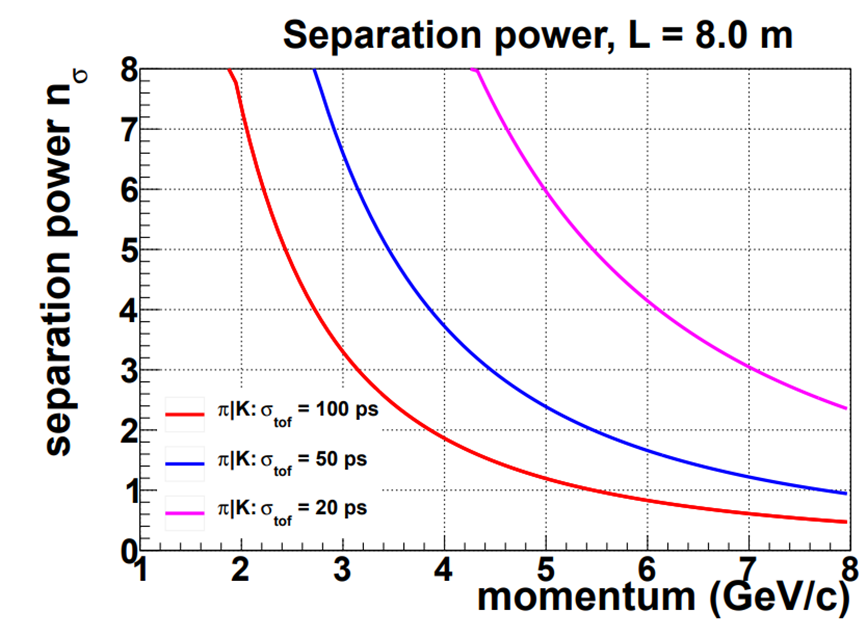 Separation power, L = 8.0 m
separation power nσ
8
7
6
5
4
3
2
1
0
π|K: σtof = 100 ps
π|K: σtof = 50 ps
π|K: σtof = 20 ps
1 2 3 4 5 6 7 8
momentum (GeV/c)